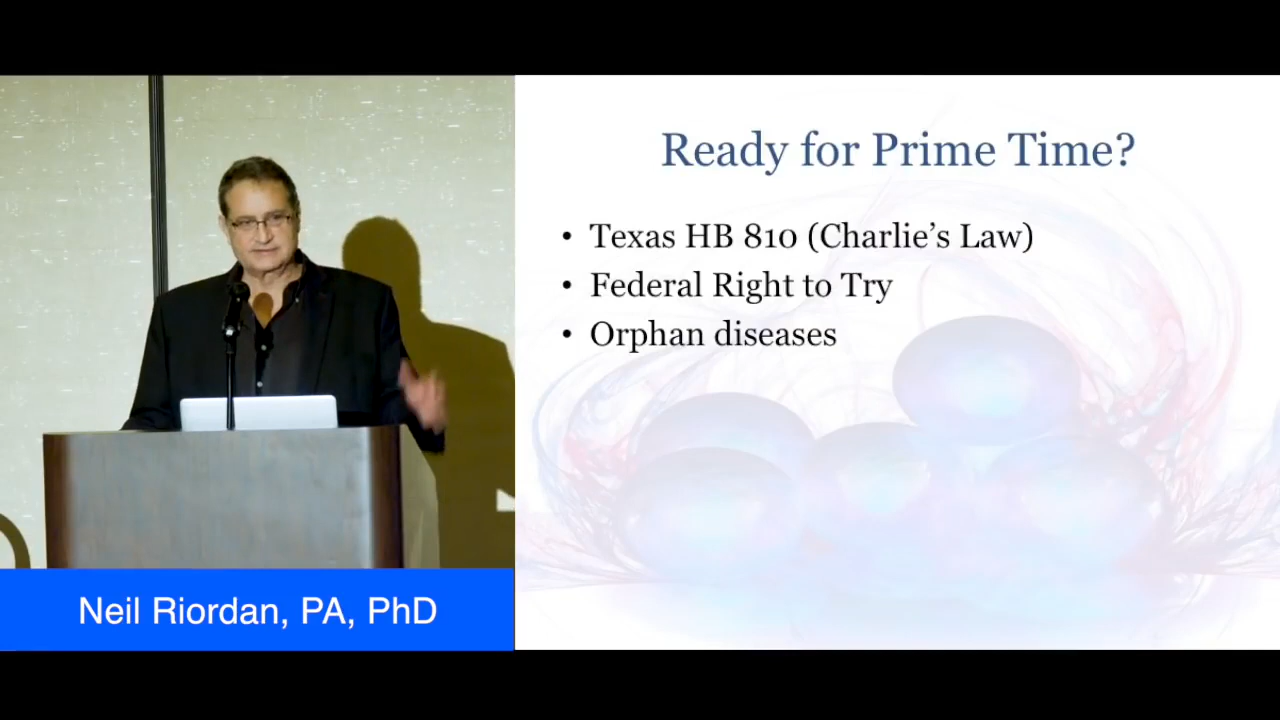 Ready for Prime Time?
• Texas HB 810 (Charlie's Law)
• Federal Right to Try
• Orphan diseases
Neil Riordan, PA, PhD